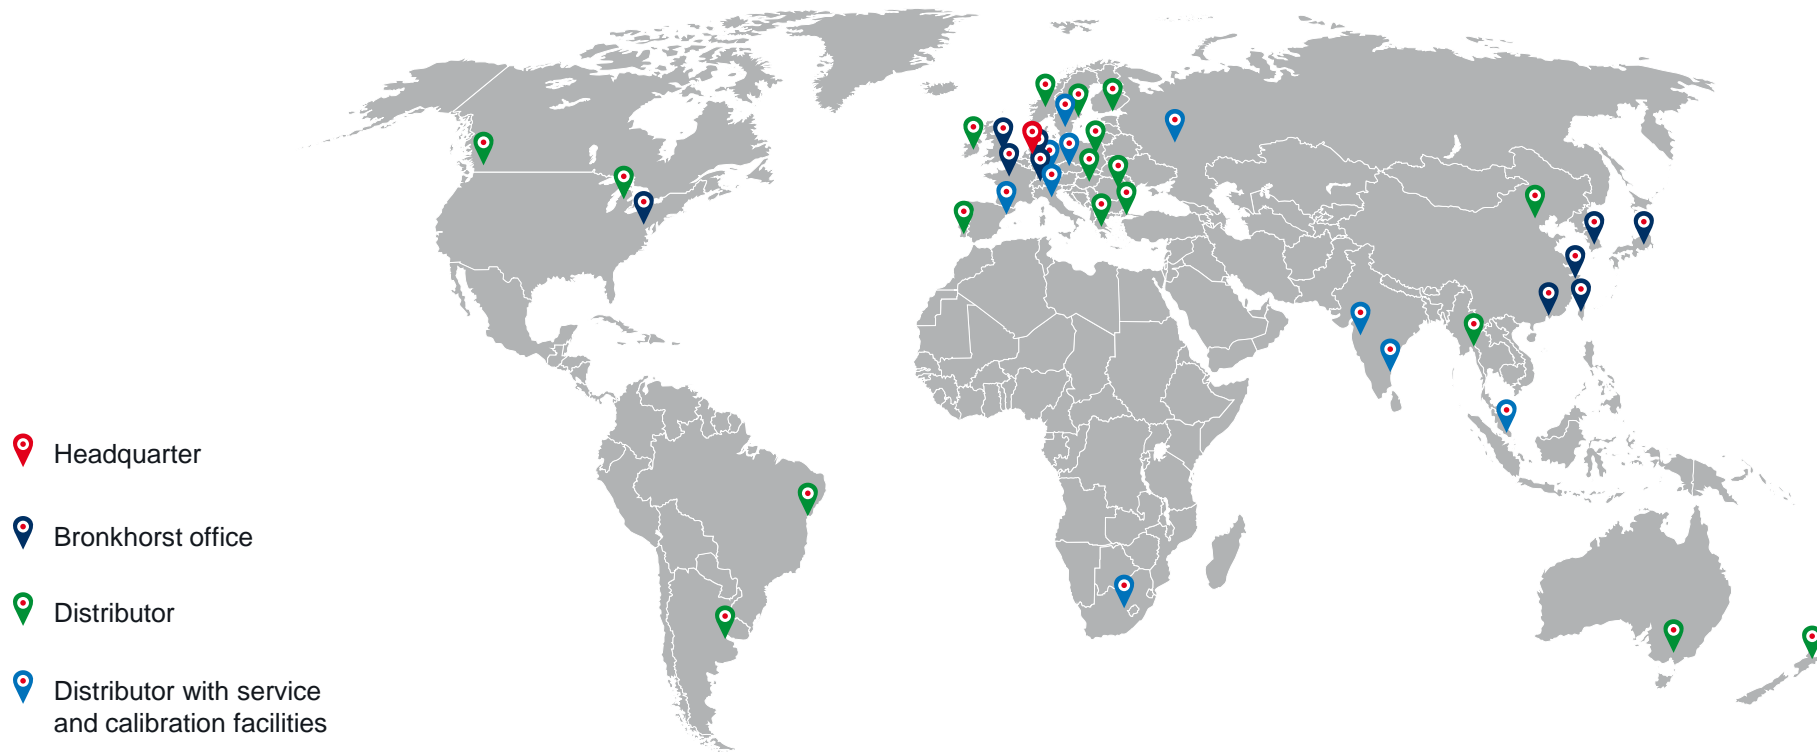 Headquarter
Bronkhorst office
Distributor
Distributor with service
and calibration facilities